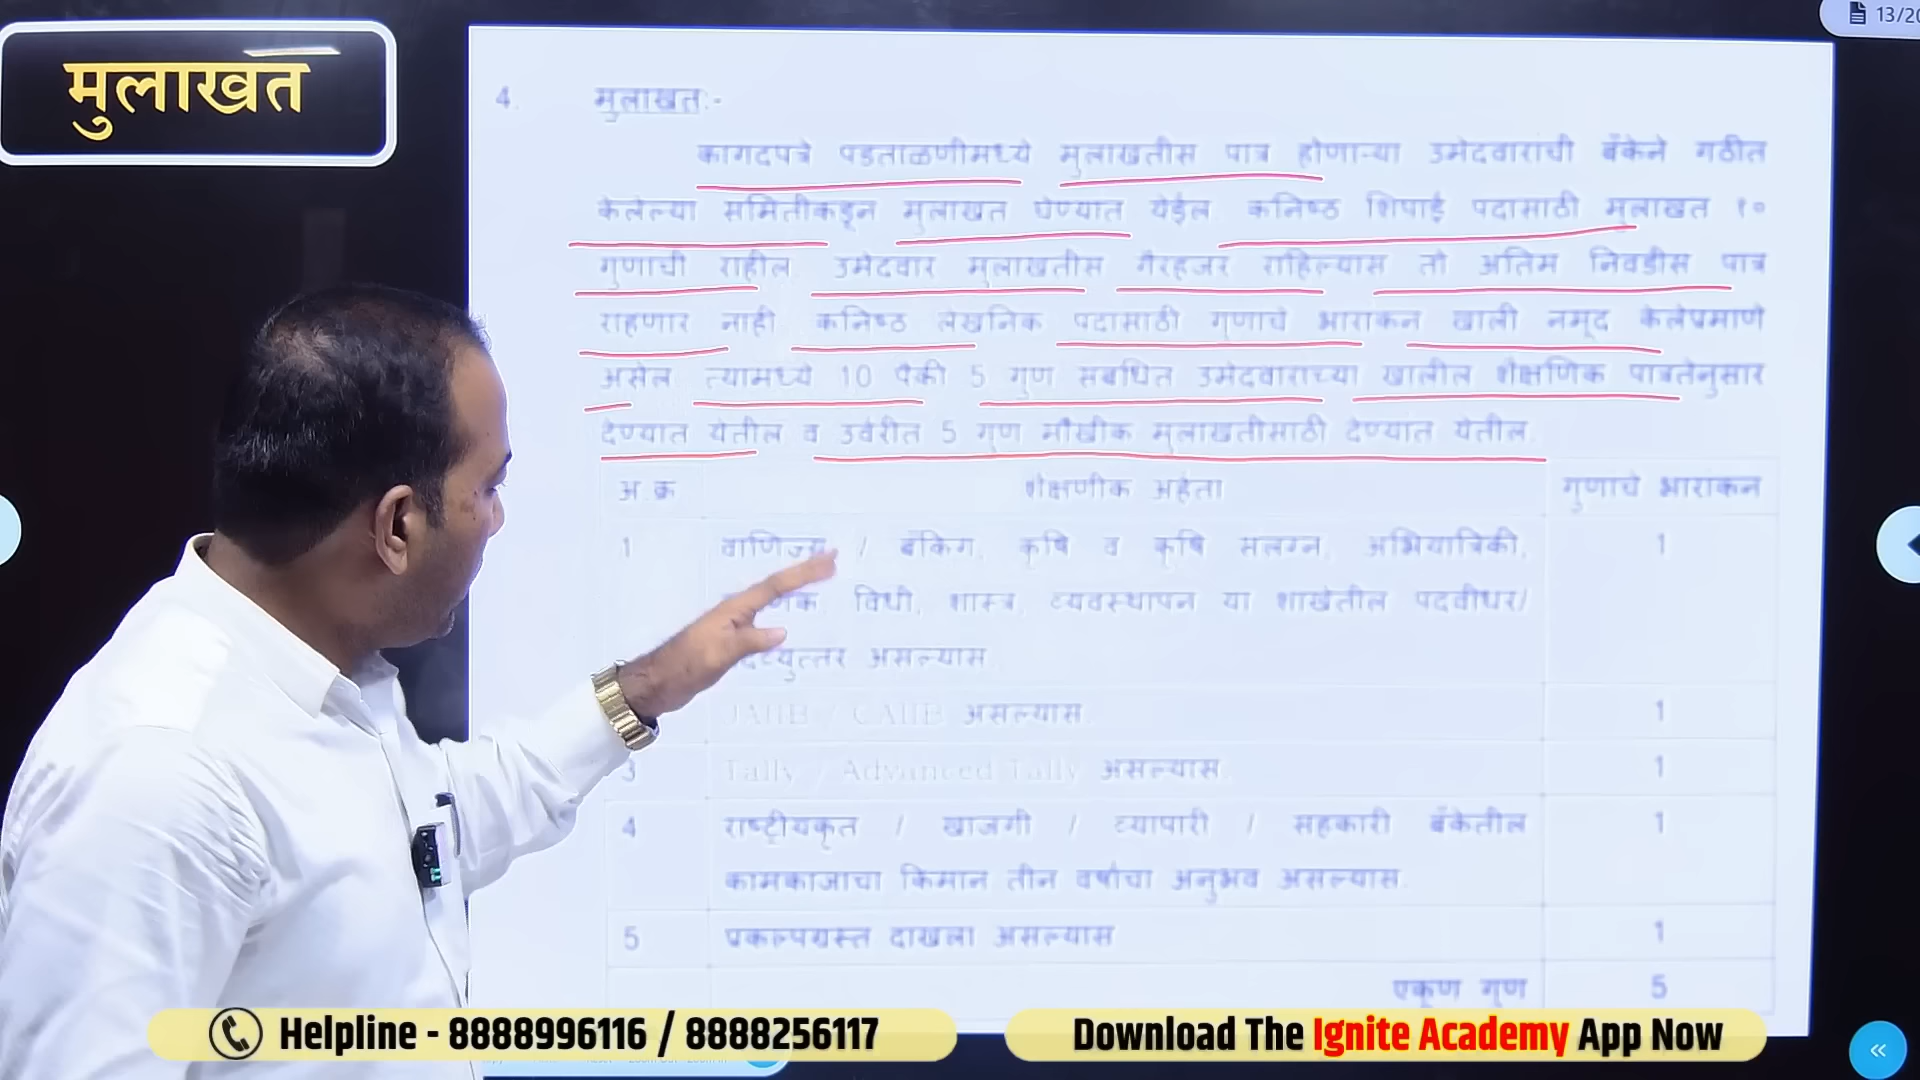 13/20
मुलाखत
4. मुलाखत:-
कागदपत्रे पडताळणीमध्ये मुलाखतीस पात्र होणाऱ्या उमेदवारांची बँकेने गठीत
केलेल्या समितीकडून मुलाखत घेण्यात येईल. कनिष्ठ शिपाई पदासाठी मुलाखत १०
गुणाची राहील. उमेदवार मुलाखतीस गैरहजर राहिल्यास तो अंतिम निवडीस पात्र
राहणार नाही. कनिष्ठ लेखनिक पदासाठी गुणांचे भारांकन खाली नमूद केलेप्रमाणे
असेल. त्यामध्ये 10 पैकी 5 गुण संबंधित उमेदवारांच्या खालील शैक्षणिक पात्रतेनुसार
देण्यात येतील व उर्वरीत 5 गुण मौखीक मुलाखतीसाठी देण्यात येतील.
अ.क्र शैक्षणीक अर्हता गुणांचे भारांकन
1 वाणिज्य / बँकिंग, कृषि व कृषि संलग्न, अभियांत्रिकी, 1
विधी, शास्त्र, व्यवस्थापन या शाखेतील पदवीधर/
असल्यास.
JAIIB / CAIIB असल्यास. 1
3 Tally / Advanced Tally असल्यास. 1
4 राष्ट्रीयकृत / खाजगी / व्यापारी / सहकारी बँकेतील 1
कामकाजाचा किमान तीन वर्षांचा अनुभव असल्यास.
5 प्रकल्पग्रस्त दाखला असल्यास 1
एकूण गुण 5
Helpline - 8888996116 / 8888256117
Download The Ignite Academy App Now